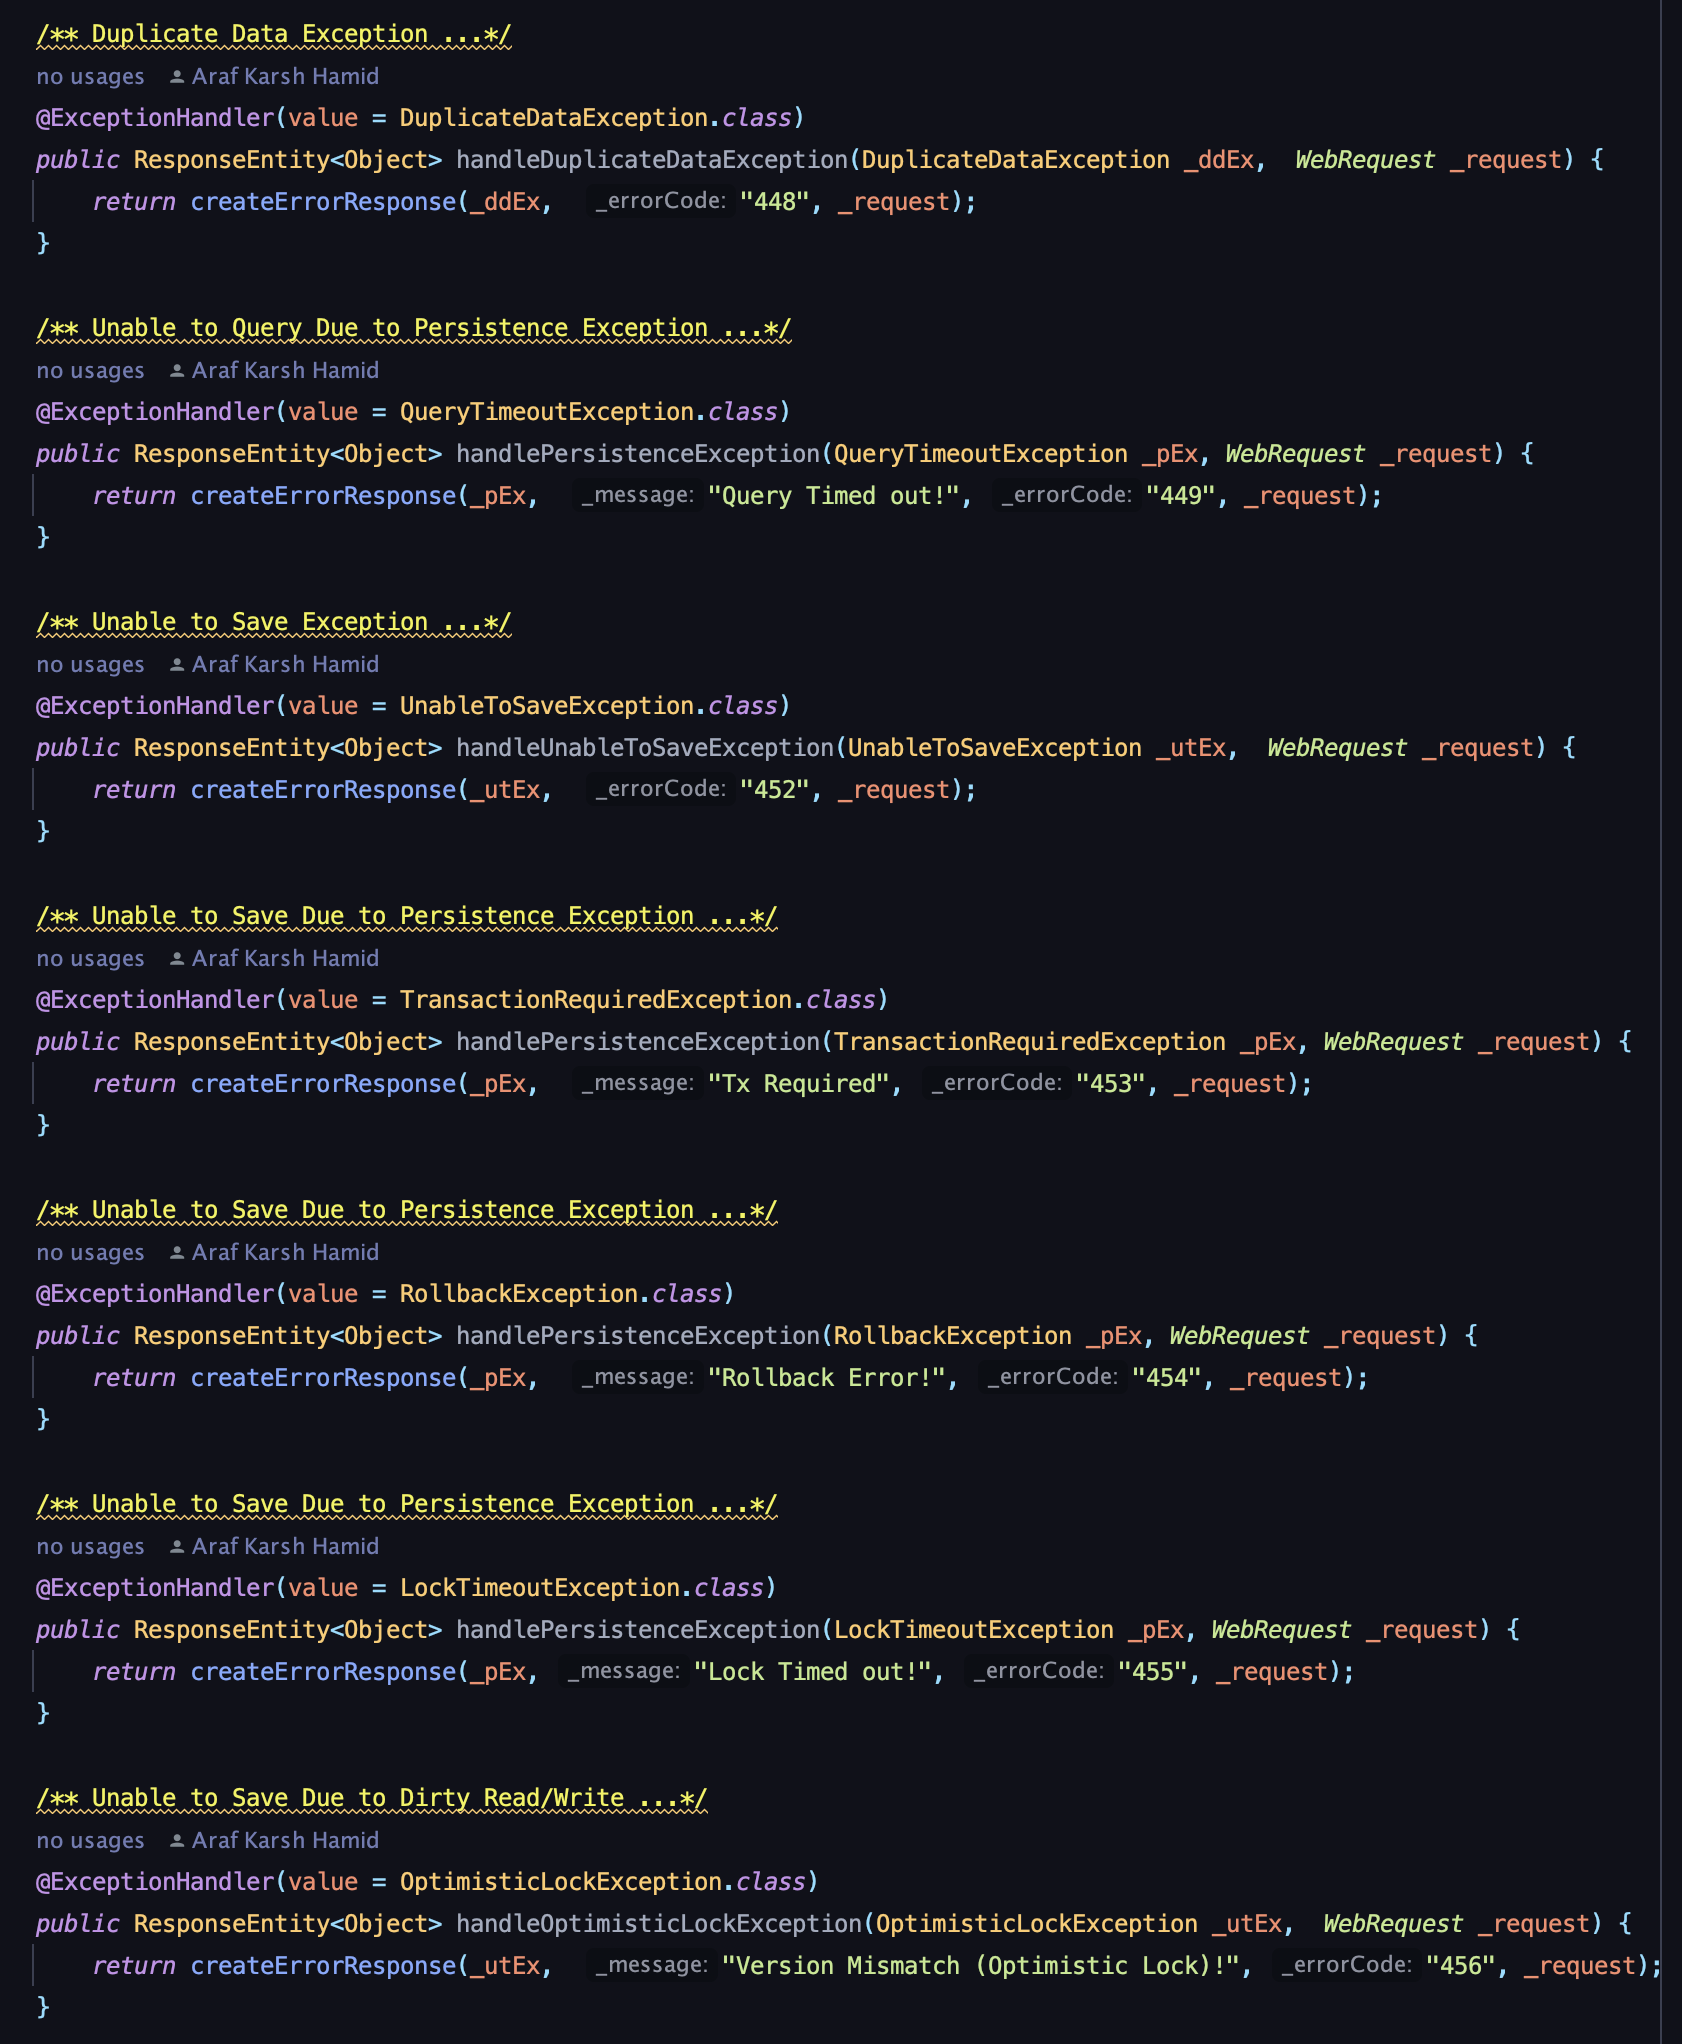 /** Duplicate Data Exception ...*/
no usages Araf Karsh Hamid
@ExceptionHandler(value = DuplicateDataException.class)
public ResponseEntity<Object> handleDuplicateDataException(DuplicateDataException _ddEx, WebRequest _request) {
return createErrorResponse(_ddEx, _errorCode: "448", _request);
}
/** Unable to Query Due to Persistence Exception ...*/
no usages Araf Karsh Hamid
@ExceptionHandler(value = QueryTimeoutException.class)
public ResponseEntity<Object> handlePersistenceException(QueryTimeoutException _pEx, WebRequest _request) {
return createErrorResponse(_pEx, _message: "Query Timed out!", _errorCode: "449", _request);
}
/** Unable to Save Exception ...*/
no usages Araf Karsh Hamid
@ExceptionHandler(value = UnableToSaveException.class)
public ResponseEntity<Object> handleUnableToSaveException(UnableToSaveException _utEx, WebRequest _request) {
return createErrorResponse(_utEx, _errorCode: "452", _request);
}
/** Unable to Save Due to Persistence Exception ...*/
no usages Araf Karsh Hamid
@ExceptionHandler(value = TransactionRequiredException.class)
public ResponseEntity<Object> handlePersistenceException(TransactionRequiredException _pEx, WebRequest _request) {
return createErrorResponse(_pEx, _message: "Tx Required", _errorCode: "453", _request);
}
/** Unable to Save Due to Persistence Exception ...*/
no usages Araf Karsh Hamid
@ExceptionHandler(value = RollbackException.class)
public ResponseEntity<Object> handlePersistenceException(RollbackException _pEx, WebRequest _request) {
return createErrorResponse(_pEx, _message: "Rollback Error!", _errorCode: "454", _request);
}
/** Unable to Save Due to Persistence Exception ...*/
no usages Araf Karsh Hamid
@ExceptionHandler(value = LockTimeoutException.class)
public ResponseEntity<Object> handlePersistenceException(LockTimeoutException _pEx, WebRequest _request) {
return createErrorResponse(_pEx, _message: "Lock Timed out!", _errorCode: "455", _request);
}
/** Unable to Save Due to Dirty Read/Write ...*/
no usages Araf Karsh Hamid
@ExceptionHandler(value = OptimisticLockException.class)
public ResponseEntity<Object> handleOptimisticLockException(OptimisticLockException _utEx, WebRequest _request) {
return createErrorResponse(_utEx, _message: "Version Mismatch (Optimistic Lock)!", _errorCode: "456", _request);
}